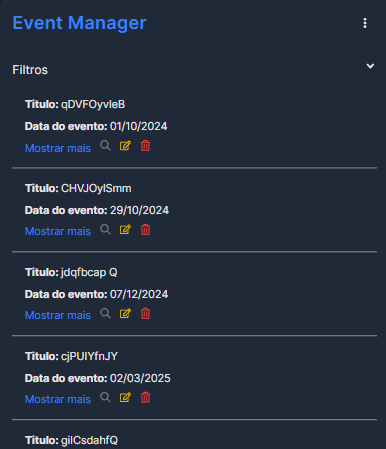 Event Manager
Filtros
Titulo: qDVFOyvleB
Data do evento: 01/10/2024
Mostrar mais
Titulo: CHVJOylSmm
Data do evento: 29/10/2024
Mostrar mais
Titulo: jdqfbcap Q
Data do evento: 07/12/2024
Mostrar mais
Titulo: cjPUIYfnJY
Data do evento: 02/03/2025
Mostrar mais
Titulo: gilCsdahfQ